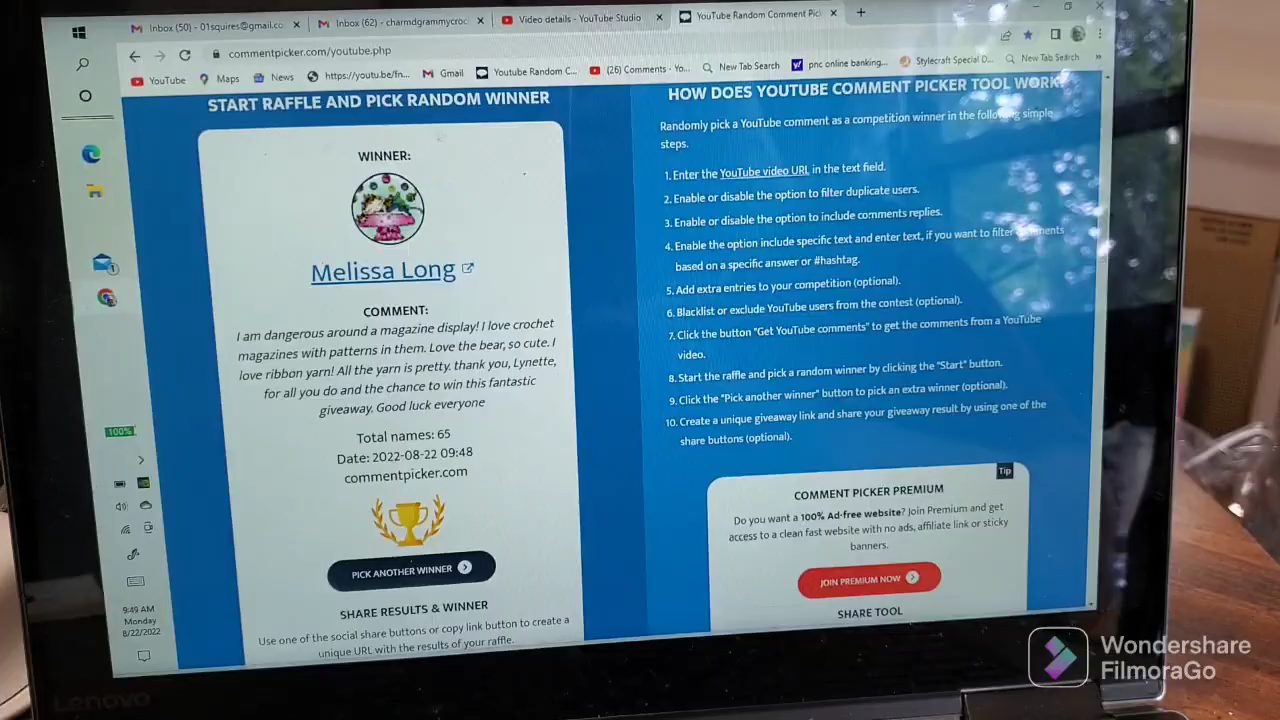 Inbox (50) - 01squires@gmail.co
Inbox (62) - charmdgrammycroc
Video details - YouTube Studio
YouTube Random Comment Pic
commentpicker.com/youtube.php
YouTube
Maps
News
https://youtu.be/fn...
Gmail
Youtube Random C...
(26) Comments - Yo...
New Tab Search
pnc online banking...
Stylecraft Special D...
New Tab Search
START RAFFLE AND PICK RANDOM WINNER
WINNER:
Melissa Long
COMMENT:
I am dangerous around a magazine display! I love crochet
magazines with patterns in them. Love the bear, so cute. I
love ribbon yarn! All the yarn is pretty. thank you, Lynette,
for all you do and the chance to win this fantastic
giveaway. Good luck everyone
Total names: 65
Date: 2022-08-22 09:48
commentpicker.com
PICK ANOTHER WINNER
SHARE RESULTS & WINNER
Use one of the social share buttons or copy link button to create a
unique URL with the results of your raffle.
HOW DOES YOUTUBE COMMENT PICKER TOOL WORK?
Randomly pick a YouTube comment as a competition winner in the following simple
steps.
1. Enter the YouTube video URL in the text field.
2. Enable or disable the option to filter duplicate users.
3. Enable or disable the option to include comments replies.
4. Enable the option include specific text and enter text, if you want to filter comments
based on a specific answer or #hashtag.
5. Add extra entries to your competition (optional).
6. Blacklist or exclude YouTube users from the contest (optional).
7. Click the button "Get YouTube comments" to get the comments from a YouTube
video.
8. Start the raffle and pick a random winner by clicking the "Start" button.
9. Click the "Pick another winner" button to pick an extra winner (optional).
10. Create a unique giveaway link and share your giveaway result by using one of the
share buttons (optional).
Tip
COMMENT PICKER PREMIUM
Do you want a 100% Ad-free website? Join Premium and get
access to a clean fast website with no ads, affiliate link or sticky
banners.
JOIN PREMIUM NOW
SHARE TOOL
100%
9:49 AM
Monday
8/22/2022
Lenovo
Wondershare
FilmoraGo